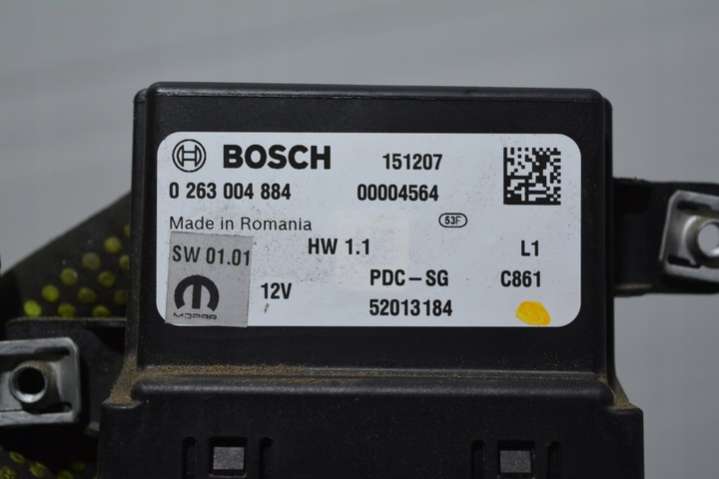 BOSCH 151207
0 263 004 884 00004564
Made in Romania 53F
SW 01.01 HW 1.1 L1
12V PDC-SG C861
MOPAR 52013184